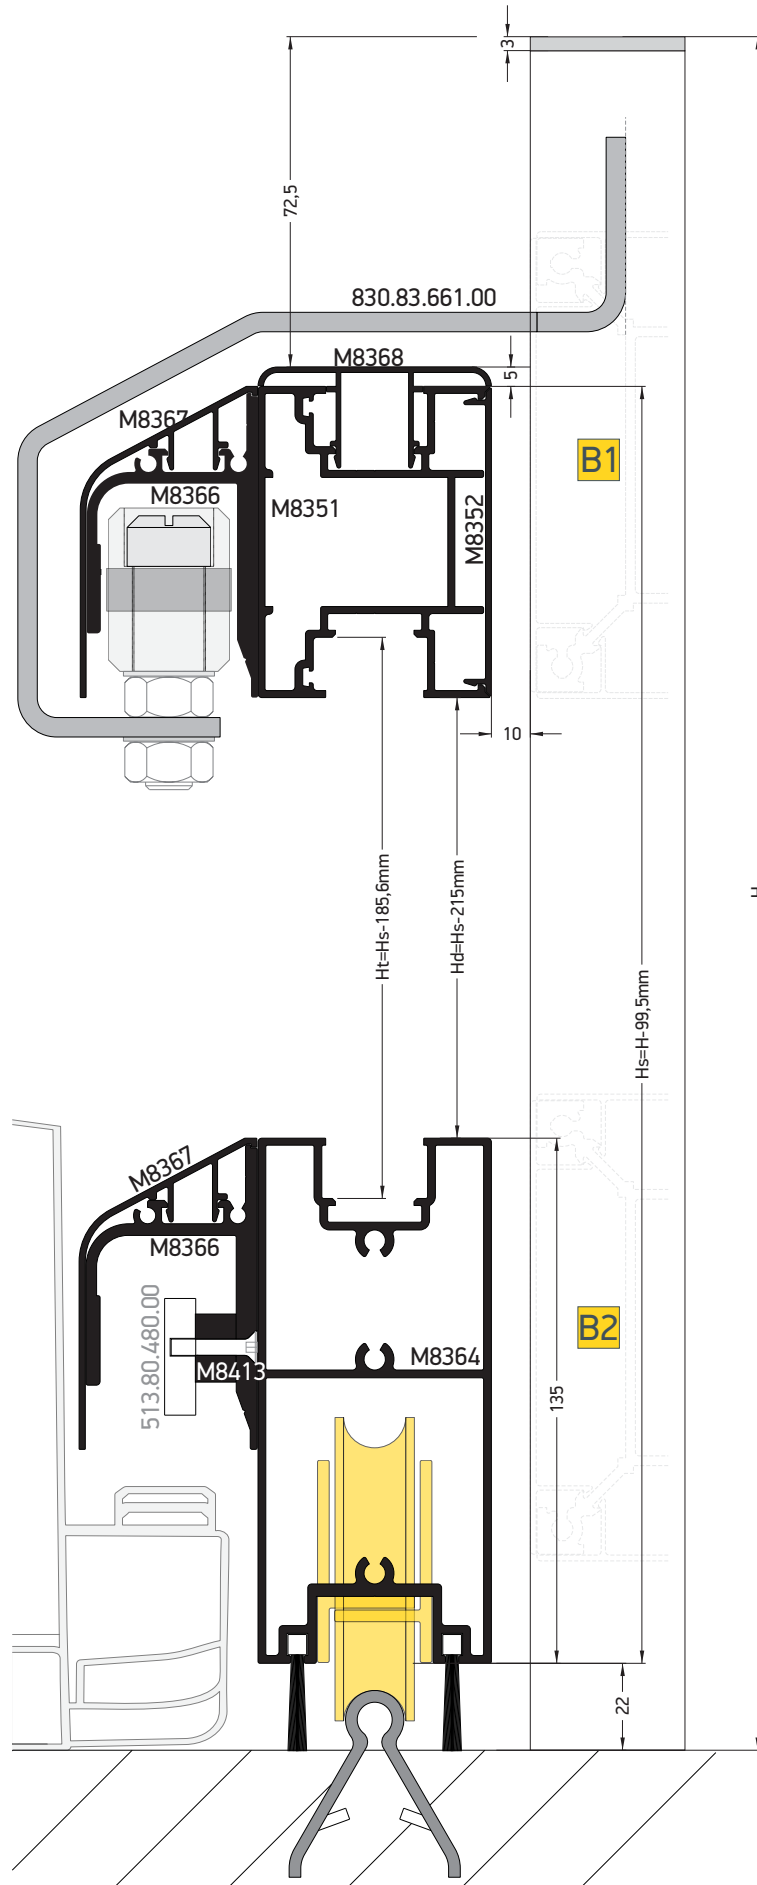 3
72,5
830.83.661.00
M8368
5
M8367
B1
M8366
M8351
M8352
10
Ht=Hs-185,6mm
Hd=Hs-215mm
H
Hs=H-99,5mm
M8367
M8366
B2
513.80.480.00
M8413
M8364
135
22